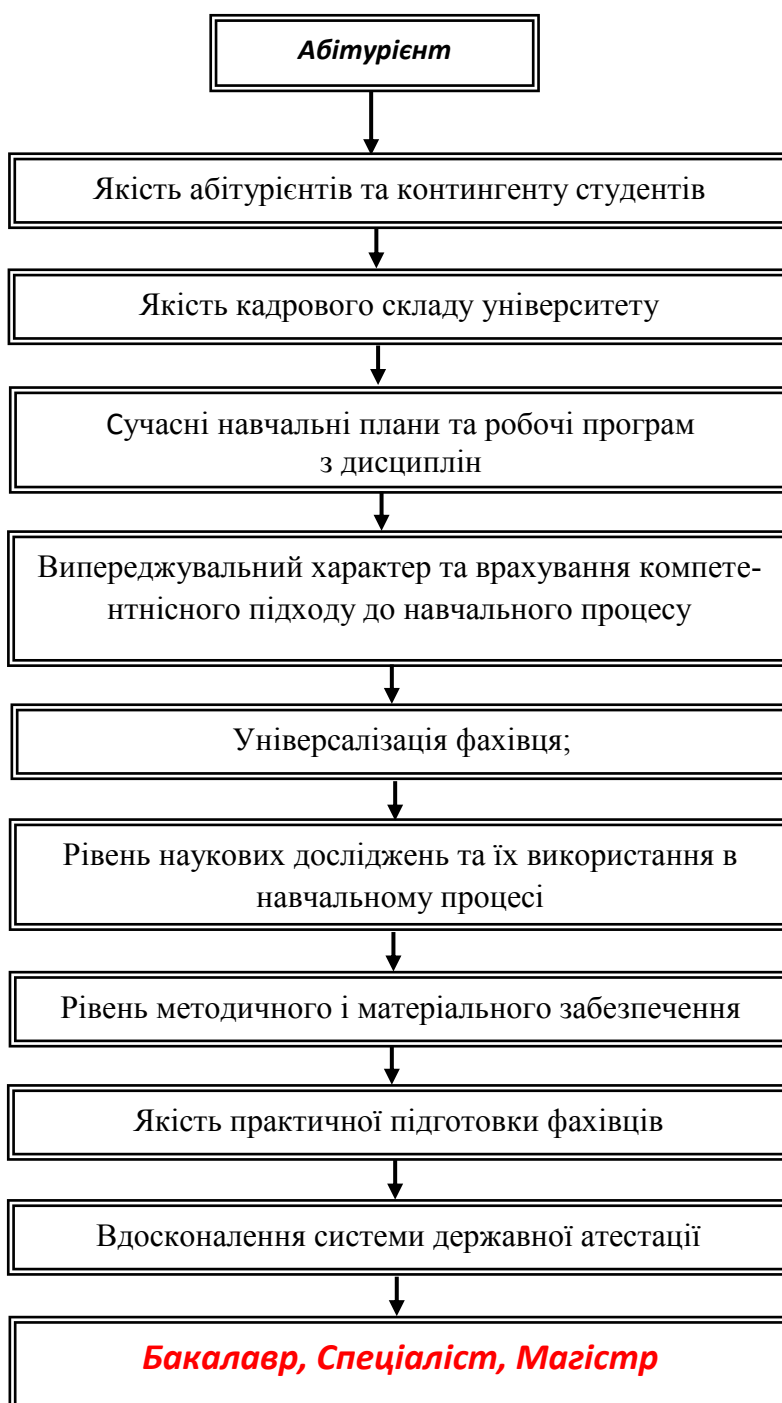 Абітурієнт
Якість абітурієнтів та контингенту студентів
Якість кадрового складу університету
Сучасні навчальні плани та робочі програм
з дисциплін
Випереджувальний характер та врахування компете-
нтнісного підходу до навчального процесу
Універсалізація фахівця;
Рівень наукових досліджень та їх використання в
навчальному процесі
Рівень методичного і матеріального забезпечення
Якість практичної підготовки фахівців
Вдосконалення системи державної атестації
Бакалавр, Спеціаліст, Магістр